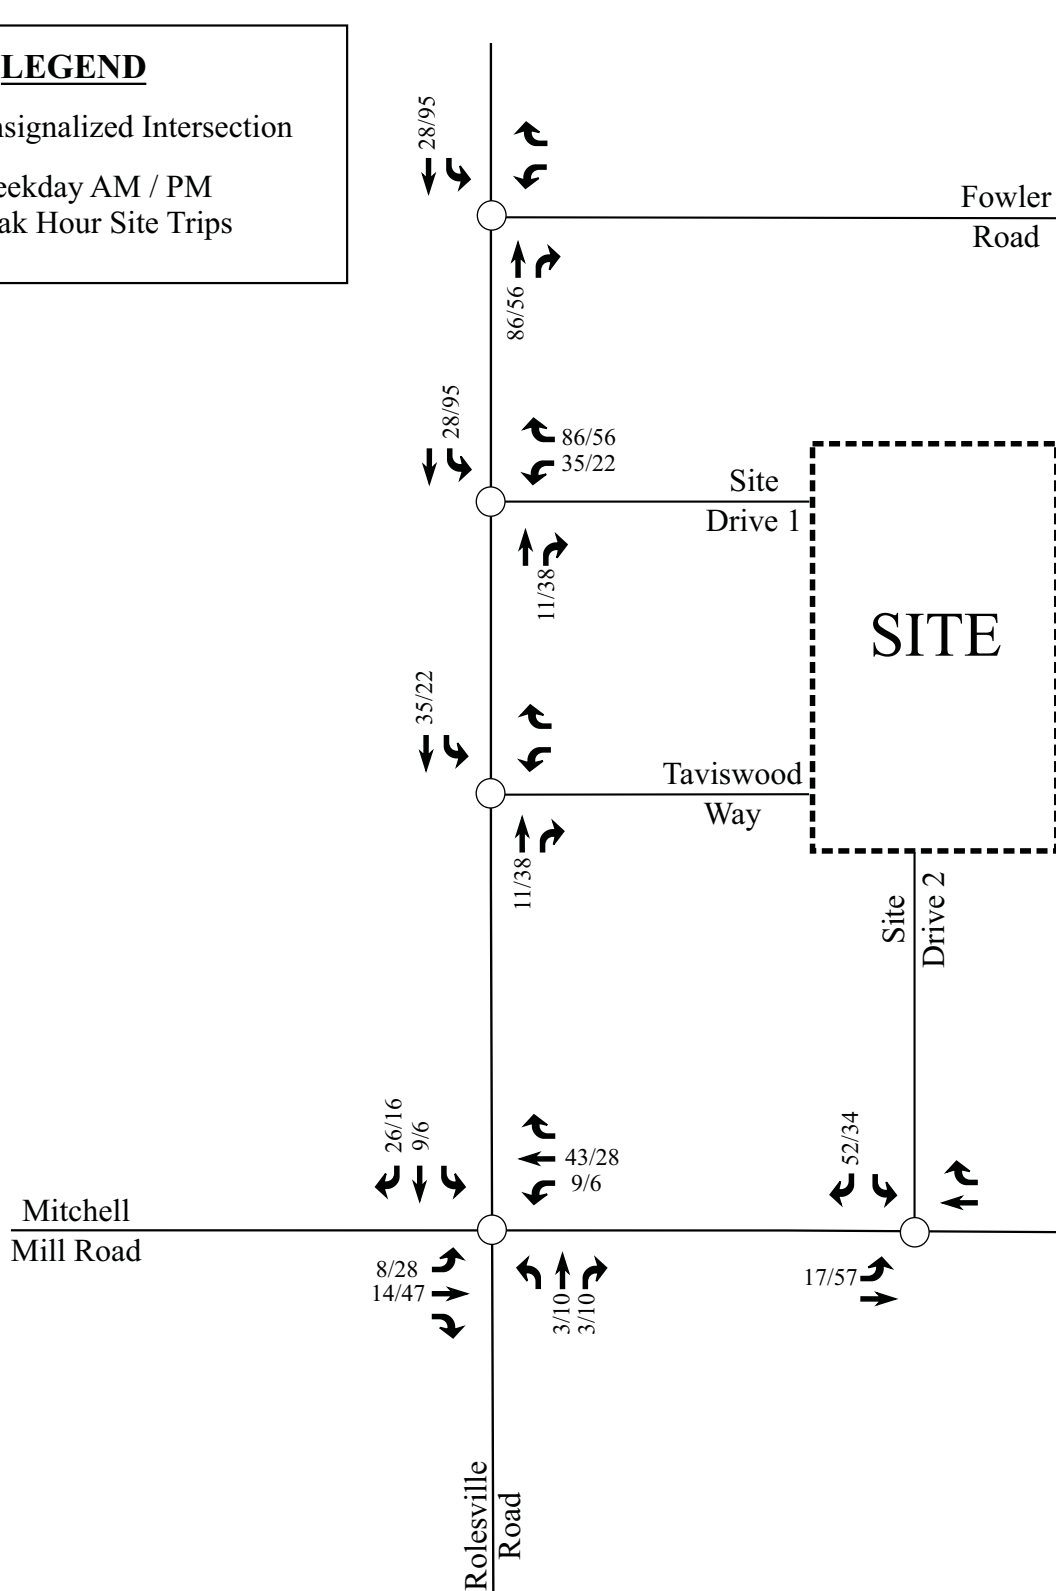 LEGEND
nsignalized Intersection
eekday AM / PM
ak Hour Site Trips
28/95
Fowler
Road
86/56
28/95
86/56
35/22
Site
Drive 1
11/38
SITE
35/22
Taviswood
Way
11/38
Site
Drive 2
26/16
9/6
43/28
9/6
52/34
Mitchell
Mill Road
8/28
14/47
3/10
3/10
17/57
Rolesville
Road